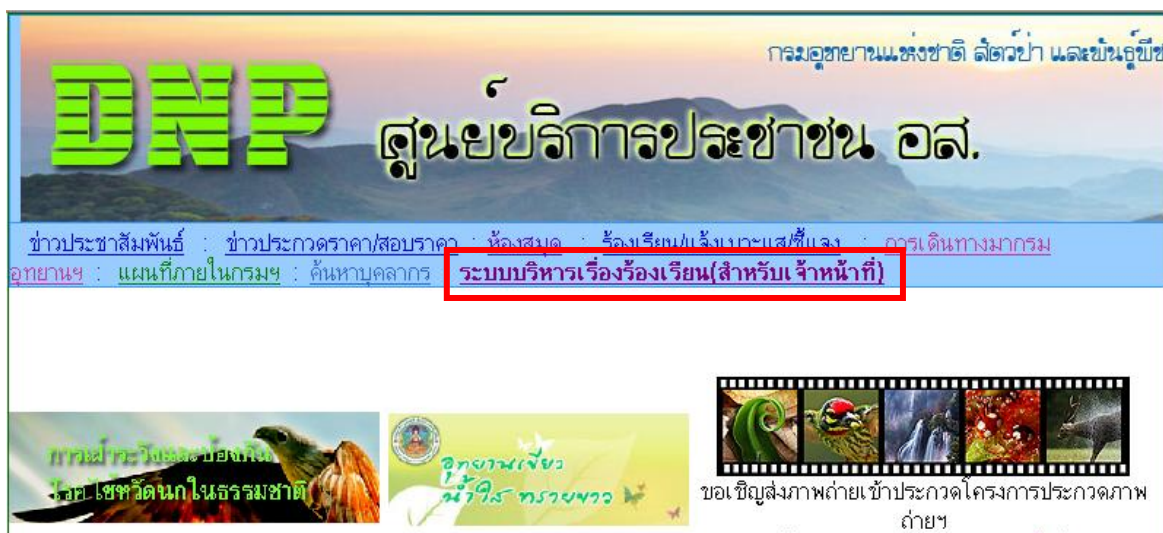 กรมอุทยานแห่งชาติ สัตว์ป่า และพันธุ์พืช
DNP ศูนย์บริการประชาชน อส.
ข่าวประชาสัมพันธ์ : ข่าวประกวดราคา/สอบราคา : ห้องสมุด : ร้องเรียน/แจ้งเบาะแส/ชี้แจง : การเดินทางมากรม
อุทยานฯ : แผนที่ภายในกรมฯ : ค้นหาบุคลากร : ระบบบริหารเรื่องร้องเรียน(สำหรับเจ้าหน้าที่)
การเฝ้าระวังและป้องกัน
โรคไข้หวัดนกในธรรมชาติ
อุทยานเขียว
น้ำใส ทรายขาว
ขอเชิญส่งภาพถ่ายเข้าประกวดโครงการประกวดภาพ
ถ่ายฯ